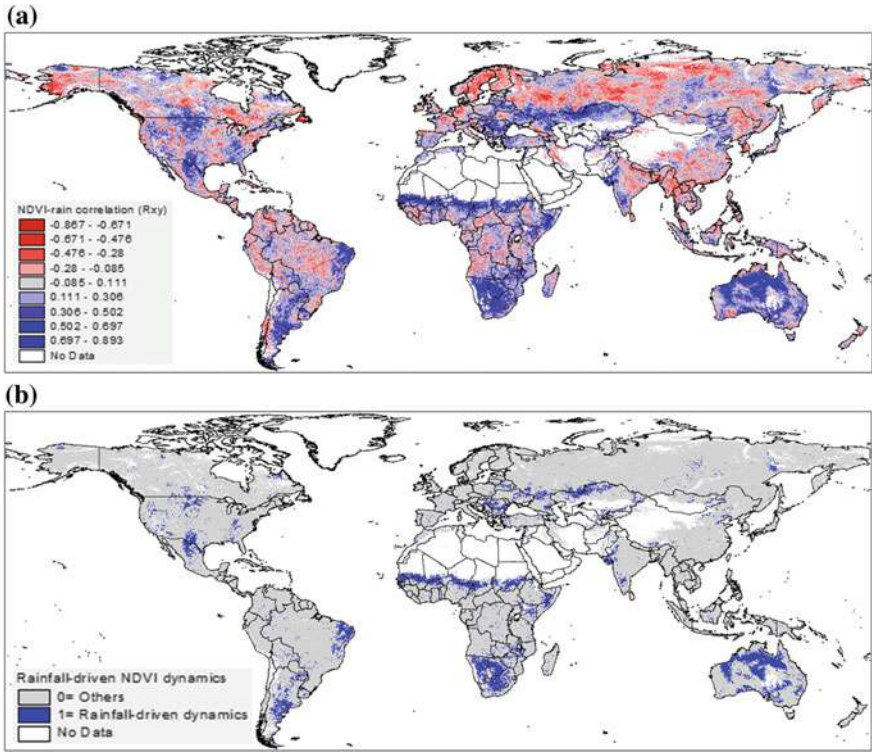 (a)
NDVI-rain correlation (Rxy)
-0.867 - -0.671
-0.671 - -0.476
-0.476 - -0.28
-0.28 - -0.085
-0.085 - 0.111
0.111 - 0.306
0.306 - 0.502
0.502 - 0.697
0.697 - 0.893
No Data
(b)
Rainfall-driven NDVI dynamics
0= Others
1= Rainfall-driven dynamics
No Data